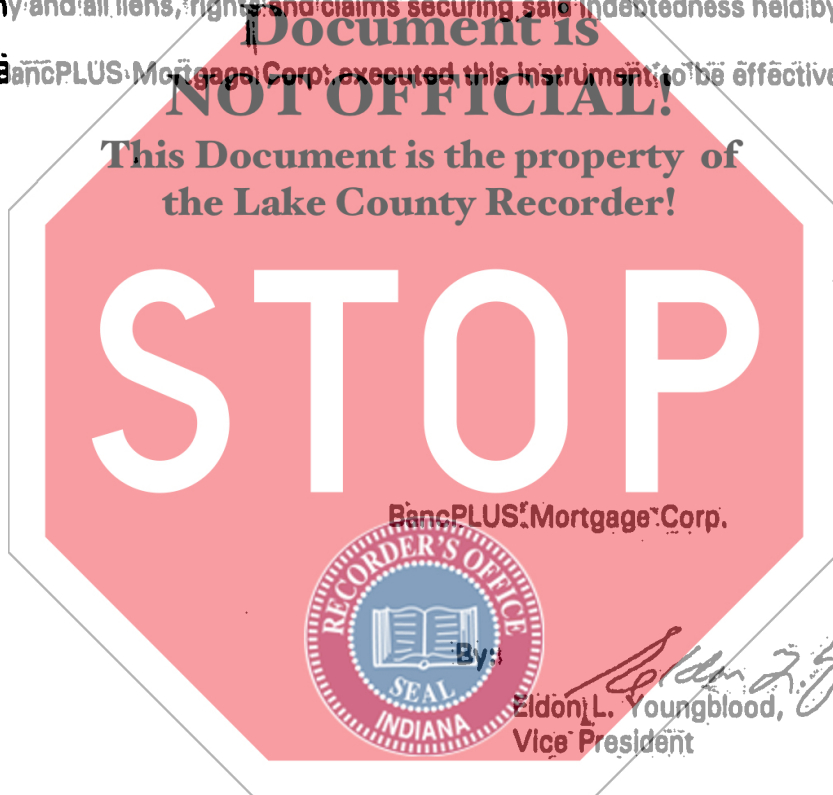 y and all liens, rights and claims securing said indebtedness held by
Document is
BancPLUS Mortgage Corp. executed this instrument to be effective
NOT OFFICIAL!
This Document is the property of
the Lake County Recorder!
STOP
BancPLUS Mortgage Corp.
RECORDER'S OFFICE
By:
SEAL
INDIANA
Eldon L. Youngblood,
Vice President